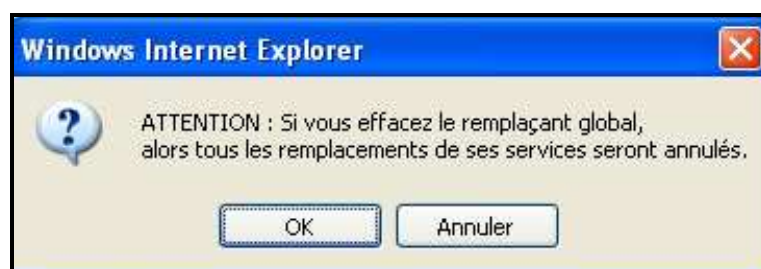 Windows Internet Explorer
ATTENTION : Si vous effacez le remplaçant global,
alors tous les remplacements de ses services seront annulés.
OK Annuler